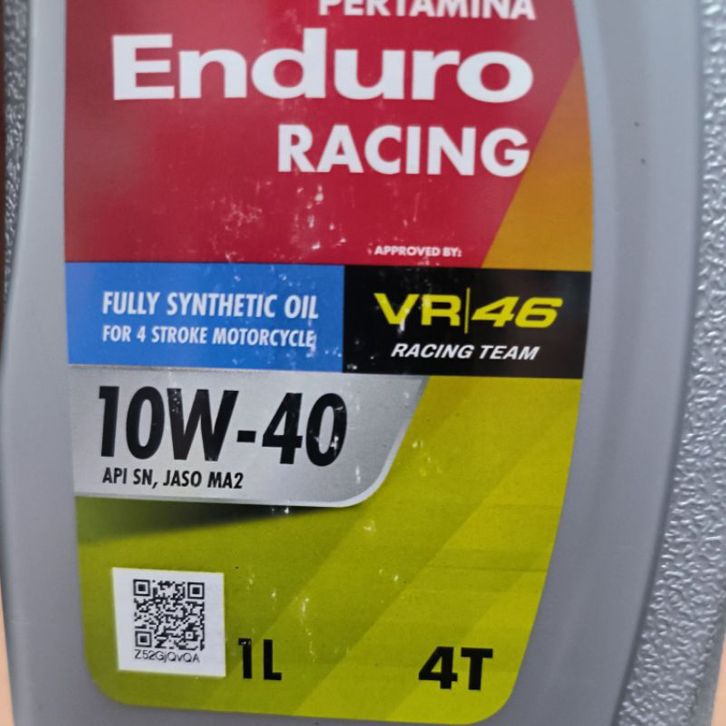 PERTAMINA
Enduro
RACING
APPROVED BY:
FULLY SYNTHETIC OIL
FOR 4 STROKE MOTORCYCLE
VR|46
RACING TEAM
10W-40
API SN, JASO MA2
Z52GjQvQA
1L
4T